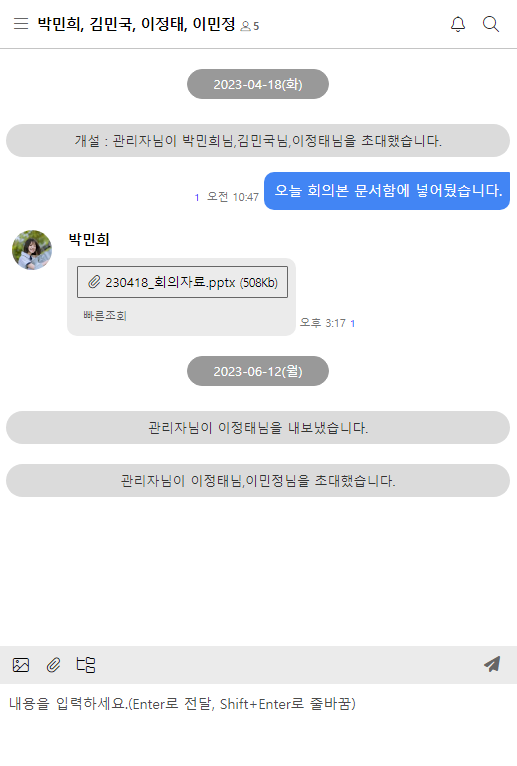 박민희, 김민국, 이정태, 이민정 5
2023-04-18(화)
개설 : 관리자님이 박민희님,김민국님,이정태님을 초대했습니다.
1 오전 10:47 오늘 회의본 문서함에 넣어뒀습니다.
박민희
230418_회의자료.pptx (508Kb)
빠른조회
오후 3:17 1
2023-06-12(월)
관리자님이 이정태님을 내보냈습니다.
관리자님이 이정태님,이민정님을 초대했습니다.
내용을 입력하세요.(Enter로 전달, Shift+Enter로 줄바꿈)